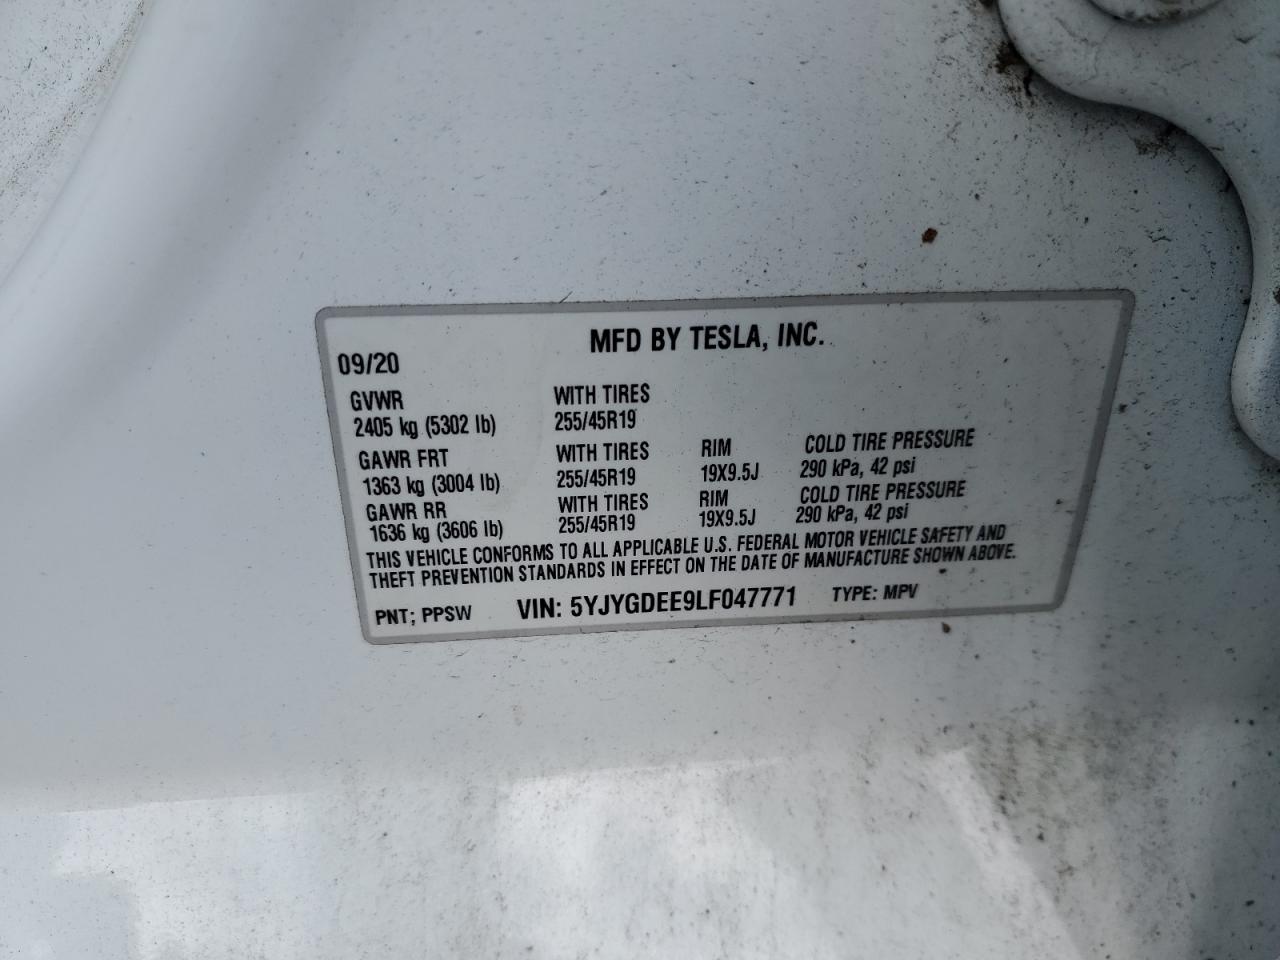 MFD BY TESLA, INC.
09/20
GVWR WITH TIRES
2405 kg (5302 lb) 255/45R19
GAWR FRT WITH TIRES RIM COLD TIRE PRESSURE
1363 kg (3004 lb) 255/45R19 19X9.5J 290 kPa, 42 psi
GAWR RR WITH TIRES RIM COLD TIRE PRESSURE
1636 kg (3606 lb) 255/45R19 19X9.5J 290 kPa, 42 psi
THIS VEHICLE CONFORMS TO ALL APPLICABLE U.S. FEDERAL MOTOR VEHICLE SAFETY AND
THEFT PREVENTION STANDARDS IN EFFECT ON THE DATE OF MANUFACTURE SHOWN ABOVE.
PNT; PPSW VIN: 5YJYGDEE9LF047771 TYPE: MPV